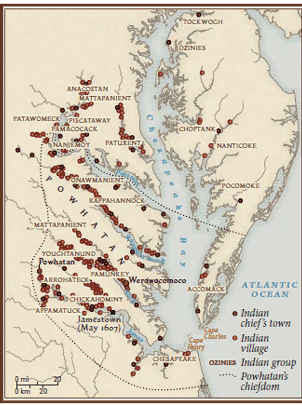 TOCKWOGH
OZINIES
ANACOSTAN
MATTAPANIENT
PATAWOMECK
PISCATAWAY
PAMACOCACK
CHOPTANK
NANJEMOY
PATUXENT
NANTICOKE
Chesapeake Bay
ONAWMANIENT
POCOMOKE
POWHATAN
RAPPAHANNOCK
MATTAPANIENT
YOUGHTANUND
Powhatan
PAMUNKEY
Werowocomoco
ARROHATECK
ACCOMACK
ATLANTIC
OCEAN
CHICKAHOMINY
APPAMATUCK
Jamestown
(May 1607)
Cape
Charles
Cape
Henry
CHESAPEAKE
Indian
chief's town
Indian
village
OZINIES Indian group
Powhatan's
chiefdom
0 mi 20
0 km 20